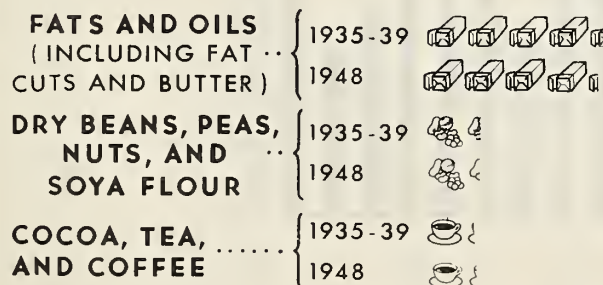 FATS AND OILS
(INCLUDING FAT ..
CUTS AND BUTTER)
1935-39
1948
DRY BEANS, PEAS,
NUTS, AND ..
SOYA FLOUR
1935-39
1948
COCOA, TEA, ......
AND COFFEE
1935-39
1948